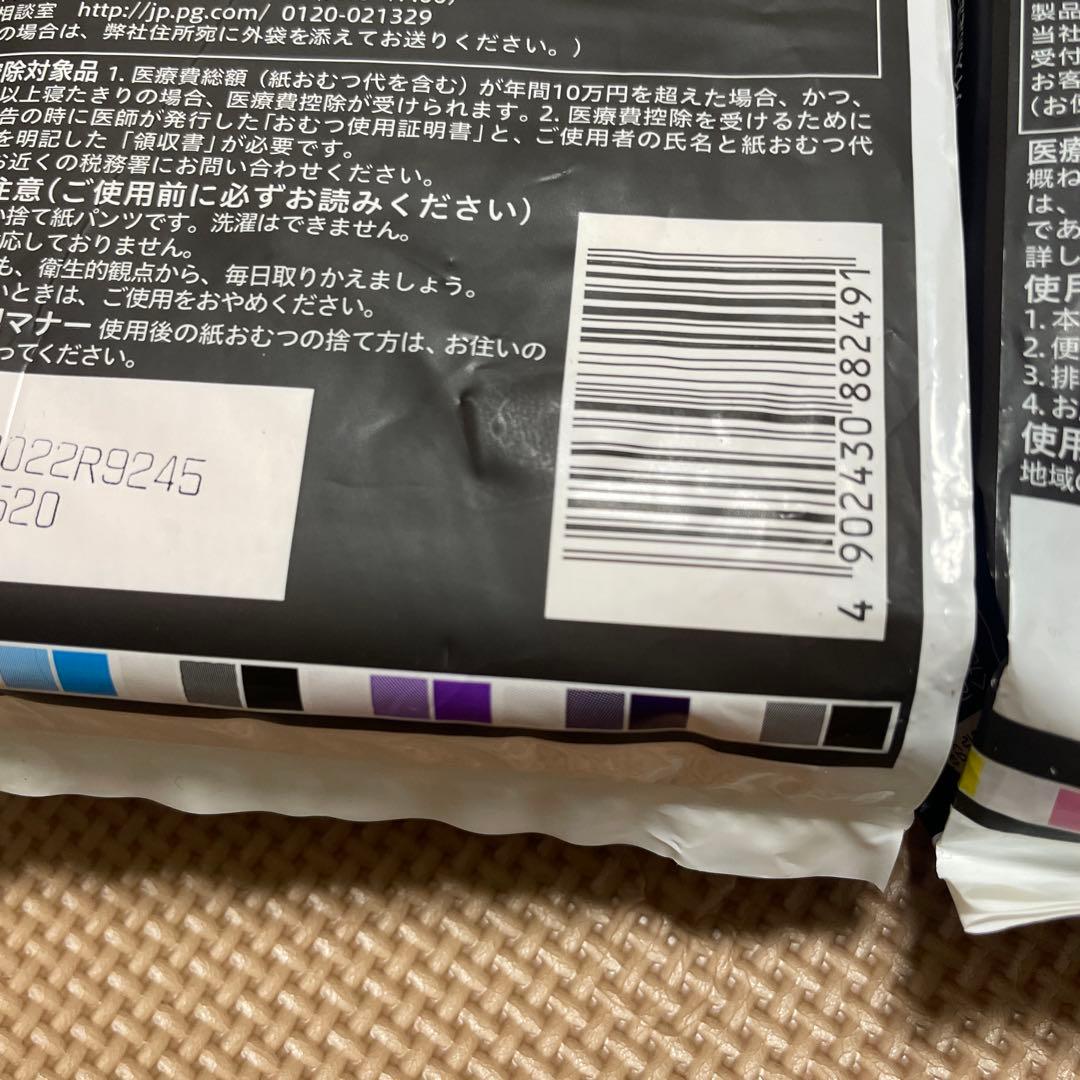 相談室 http://jp.pg.com/ 0120-021329
の場合は、弊社住所宛に外袋を添えてお送りください。)
除対象品 1. 医療費総額(紙おむつ代を含む)が年間10万円を超えた場合、かつ、
以上寝たきりの場合、医療費控除が受けられます。2. 医療費控除を受けるために
告の時に医師が発行した「おむつ使用証明書」と、ご使用者の氏名と紙おむつ代
を明記した「領収書」が必要です。
お近くの税務署にお問い合わせください。
注意(ご使用前に必ずお読みください)
い捨て紙パンツです。洗濯はできません。
応しておりません。
も、衛生的観点から、毎日取りかえましょう。
いときは、ご使用をおやめください。
マナー 使用後の紙おむつの捨て方は、お住いの
ってください。
022R9245
520
4 902430 882491
製品
当社
受付
お客
(お住
医療
概ね
は、
であ
詳し
使用
1. 本
2. 便
3. 排
4. お
使用
地域の